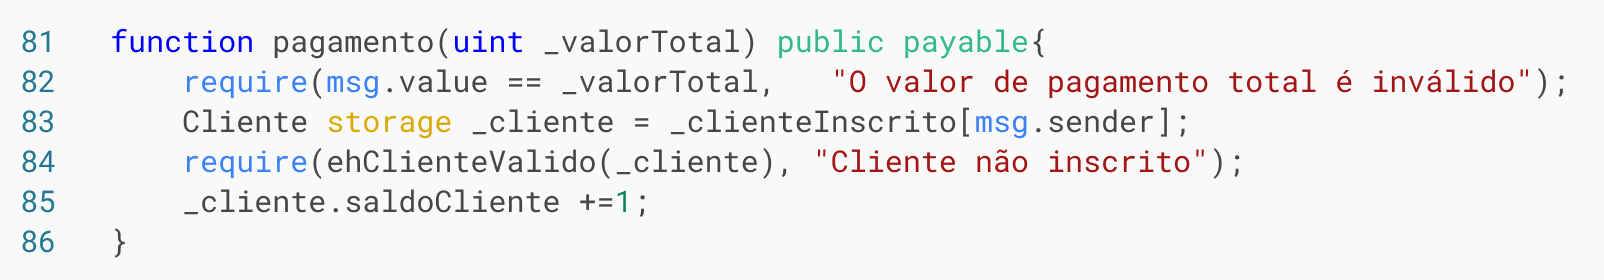 81 function pagamento(uint _valorTotal) public payable{
82 require(msg.value == _valorTotal, "O valor de pagamento total é inválido");
83 Cliente storage _cliente = _clienteInscrito[msg.sender];
84 require(ehClienteValido(_cliente), "Cliente não inscrito");
85 _cliente.saldoCliente +=1;
86 }